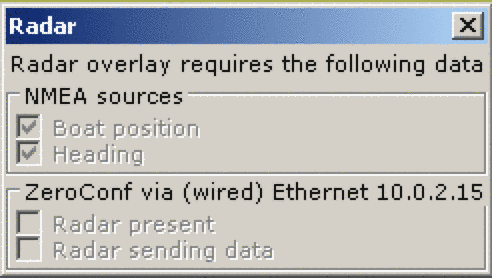 Radar
Radar overlay requires the following data
NMEA sources
Boat position
Heading
ZeroConf via (wired) Ethernet 10.0.2.15
Radar present
Radar sending data